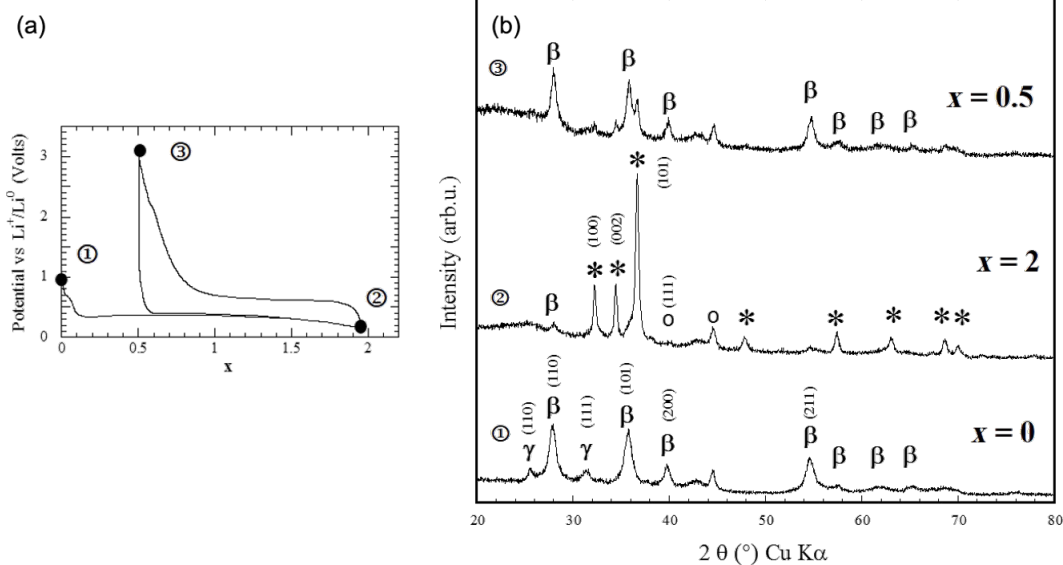 (a)
Potential vs Li⁺/Li⁰ (Volts)
3
2
1
0
①
②
③
0 0.5 1 1.5 2
x
(b)
Intensity (arb.u.)
③
β β β β β β β
x = 0.5
②
β * (100) * (002) * (101) o (111) o * * * * *
x = 2
①
γ (110) β (110) γ (111) β (101) β (200) β (211) β β β
x = 0
20 30 40 50 60 70 80
2 θ (°) Cu Kα